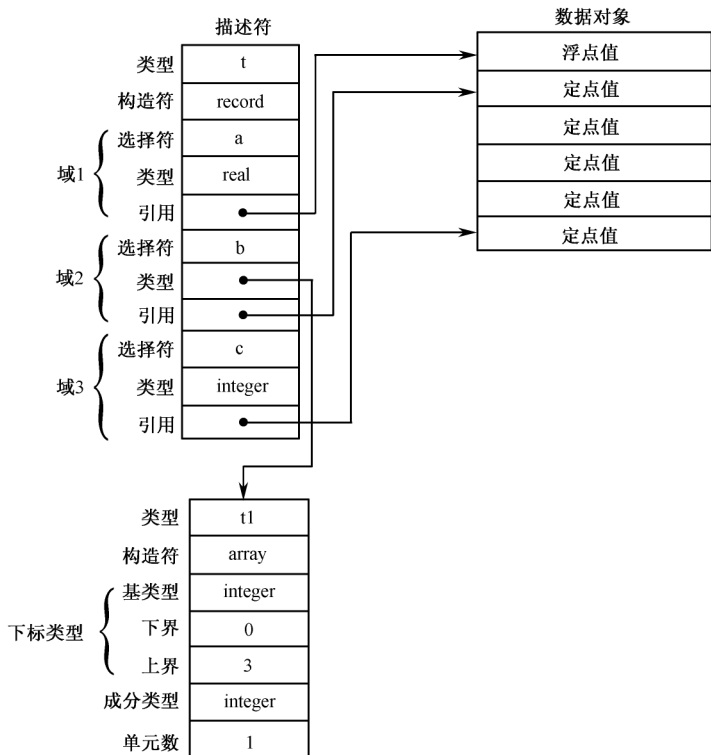 描述符
数据对象
类型 t
构造符 record
域1
选择符 a
类型 real
引用
域2
选择符 b
类型
引用
域3
选择符 c
类型 integer
引用
浮点值
定点值
定点值
定点值
定点值
定点值
类型 t1
构造符 array
下标类型
基类型 integer
下界 0
上界 3
成分类型 integer
单元数 1